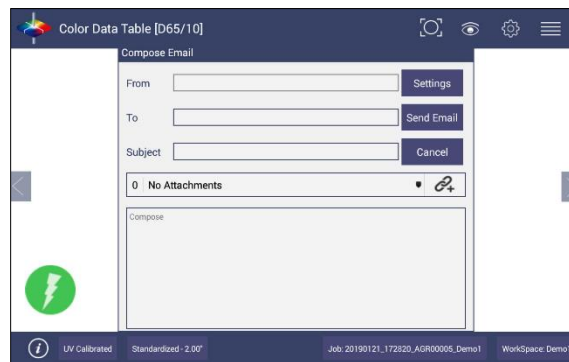 Color Data Table [D65/10]
Compose Email
From
Settings
To
Send Email
Subject
Cancel
0 No Attachments
Compose
i UV Calibrated Standardized - 2.00" Job: 20190121_172820_AGR00005_Demo1 WorkSpace: Demo1